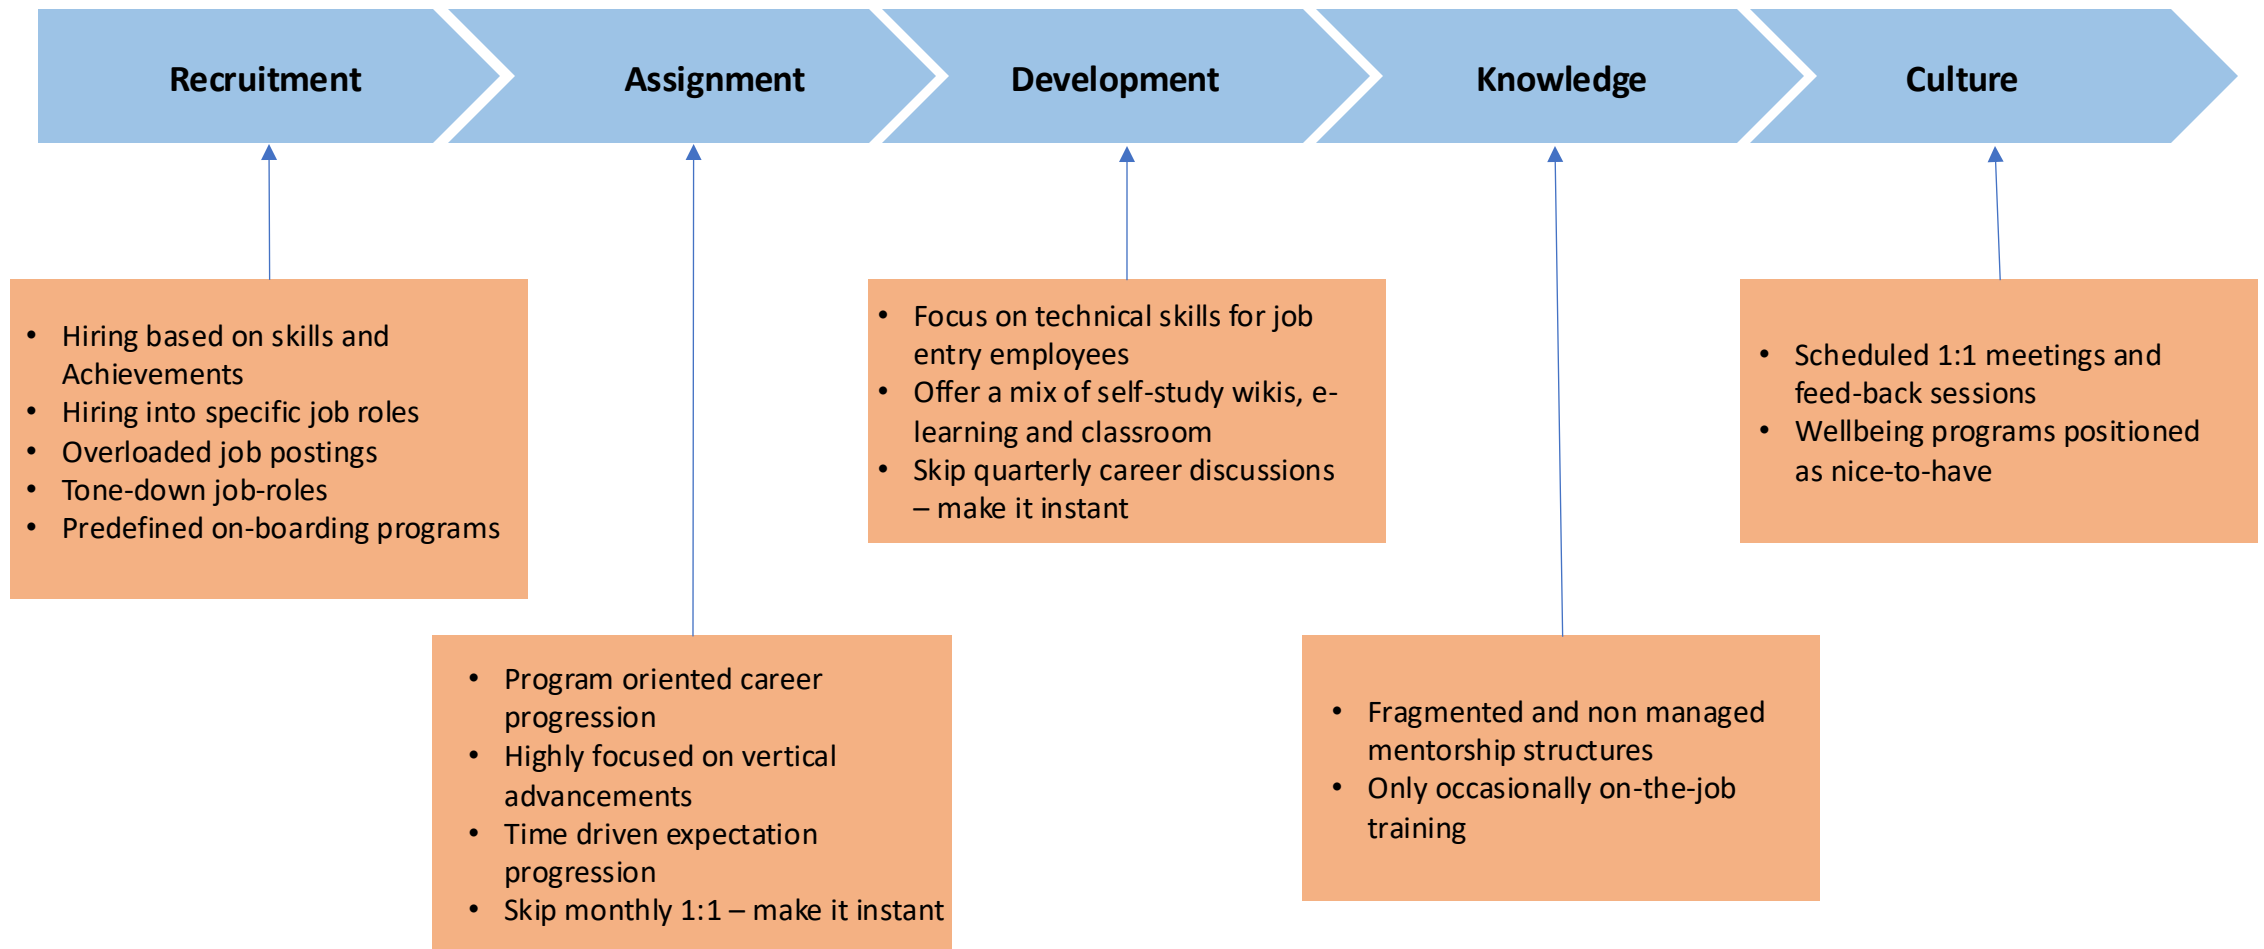 Recruitment
Assignment
Development
Knowledge
Culture
• Hiring based on skills and
Achievements
• Hiring into specific job roles
• Overloaded job postings
• Tone-down job-roles
• Predefined on-boarding programs
• Program oriented career
progression
• Highly focused on vertical
advancements
• Time driven expectation
progression
• Skip monthly 1:1 – make it instant
• Focus on technical skills for job
entry employees
• Offer a mix of self-study wikis, e-
learning and classroom
• Skip quarterly career discussions
– make it instant
• Fragmented and non managed
mentorship structures
• Only occasionally on-the-job
training
• Scheduled 1:1 meetings and
feed-back sessions
• Wellbeing programs positioned
as nice-to-have